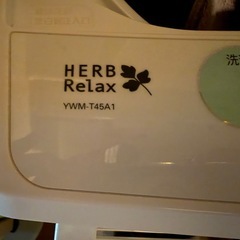 HERB
Relax
YWM-T45A1
洗